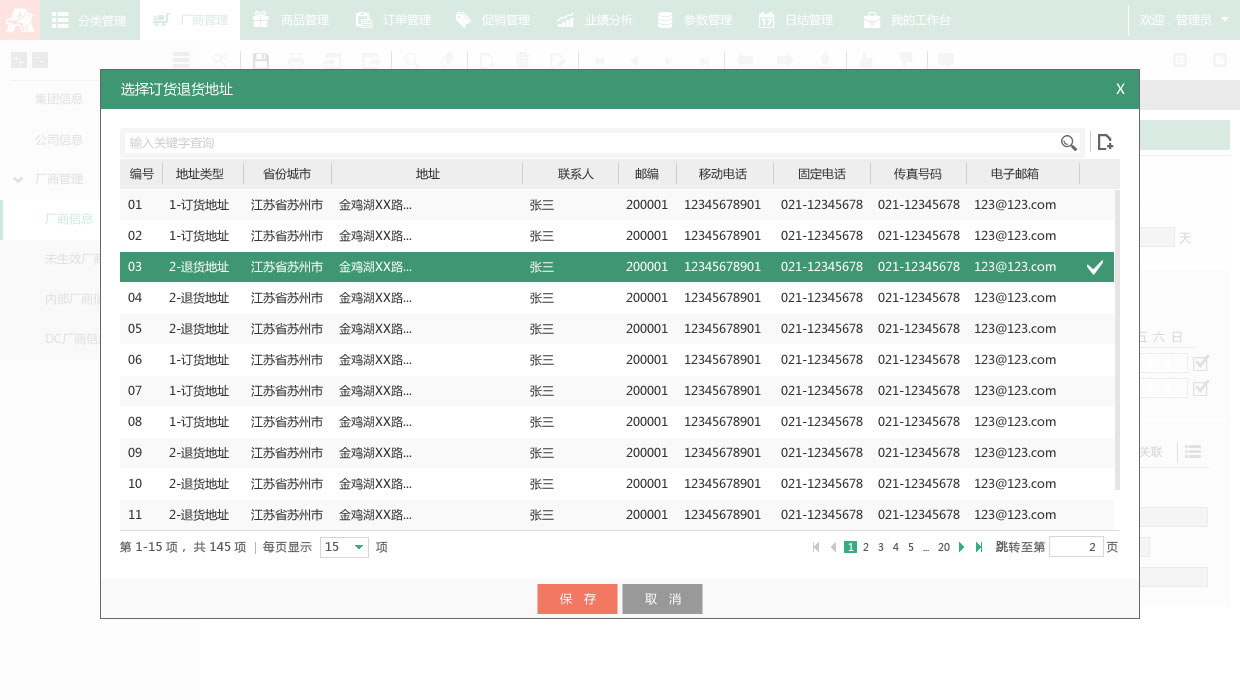 分类管理 厂商管理 商品管理 订单管理 促销管理 业绩分析 参数管理 日结管理 我的工作台 欢迎，管理员
集团信息
公司信息
厂商管理
厂商信息
未生效厂商
内部厂商信
DC厂商信
选择订货退货地址 X
输入关键字查询
编号 地址类型 省份城市 地址 联系人 邮编 移动电话 固定电话 传真号码 电子邮箱
01 1-订货地址 江苏省苏州市 金鸡湖XX路... 张三 200001 12345678901 021-12345678 021-12345678 123@123.com
02 1-订货地址 江苏省苏州市 金鸡湖XX路... 张三 200001 12345678901 021-12345678 021-12345678 123@123.com
03 2-退货地址 江苏省苏州市 金鸡湖XX路... 张三 200001 12345678901 021-12345678 021-12345678 123@123.com
04 2-退货地址 江苏省苏州市 金鸡湖XX路... 张三 200001 12345678901 021-12345678 021-12345678 123@123.com
05 2-退货地址 江苏省苏州市 金鸡湖XX路... 张三 200001 12345678901 021-12345678 021-12345678 123@123.com
06 1-订货地址 江苏省苏州市 金鸡湖XX路... 张三 200001 12345678901 021-12345678 021-12345678 123@123.com
07 1-订货地址 江苏省苏州市 金鸡湖XX路... 张三 200001 12345678901 021-12345678 021-12345678 123@123.com
08 1-订货地址 江苏省苏州市 金鸡湖XX路... 张三 200001 12345678901 021-12345678 021-12345678 123@123.com
09 2-退货地址 江苏省苏州市 金鸡湖XX路... 张三 200001 12345678901 021-12345678 021-12345678 123@123.com
10 2-退货地址 江苏省苏州市 金鸡湖XX路... 张三 200001 12345678901 021-12345678 021-12345678 123@123.com
11 2-退货地址 江苏省苏州市 金鸡湖XX路... 张三 200001 12345678901 021-12345678 021-12345678 123@123.com
第 1-15 项， 共 145 项 | 每页显示 15 项 1 2 3 4 5 ... 20 跳转至第 2 页
保 存 取 消
天
五 六 日
关联